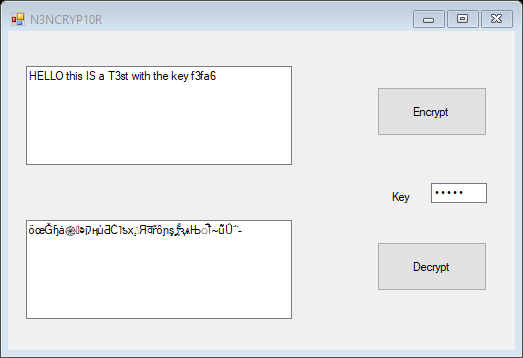 N3NCRYP10R
HELLO this IS a T3st with the key f3fa6
Encrypt
Key
•••••
Decrypt